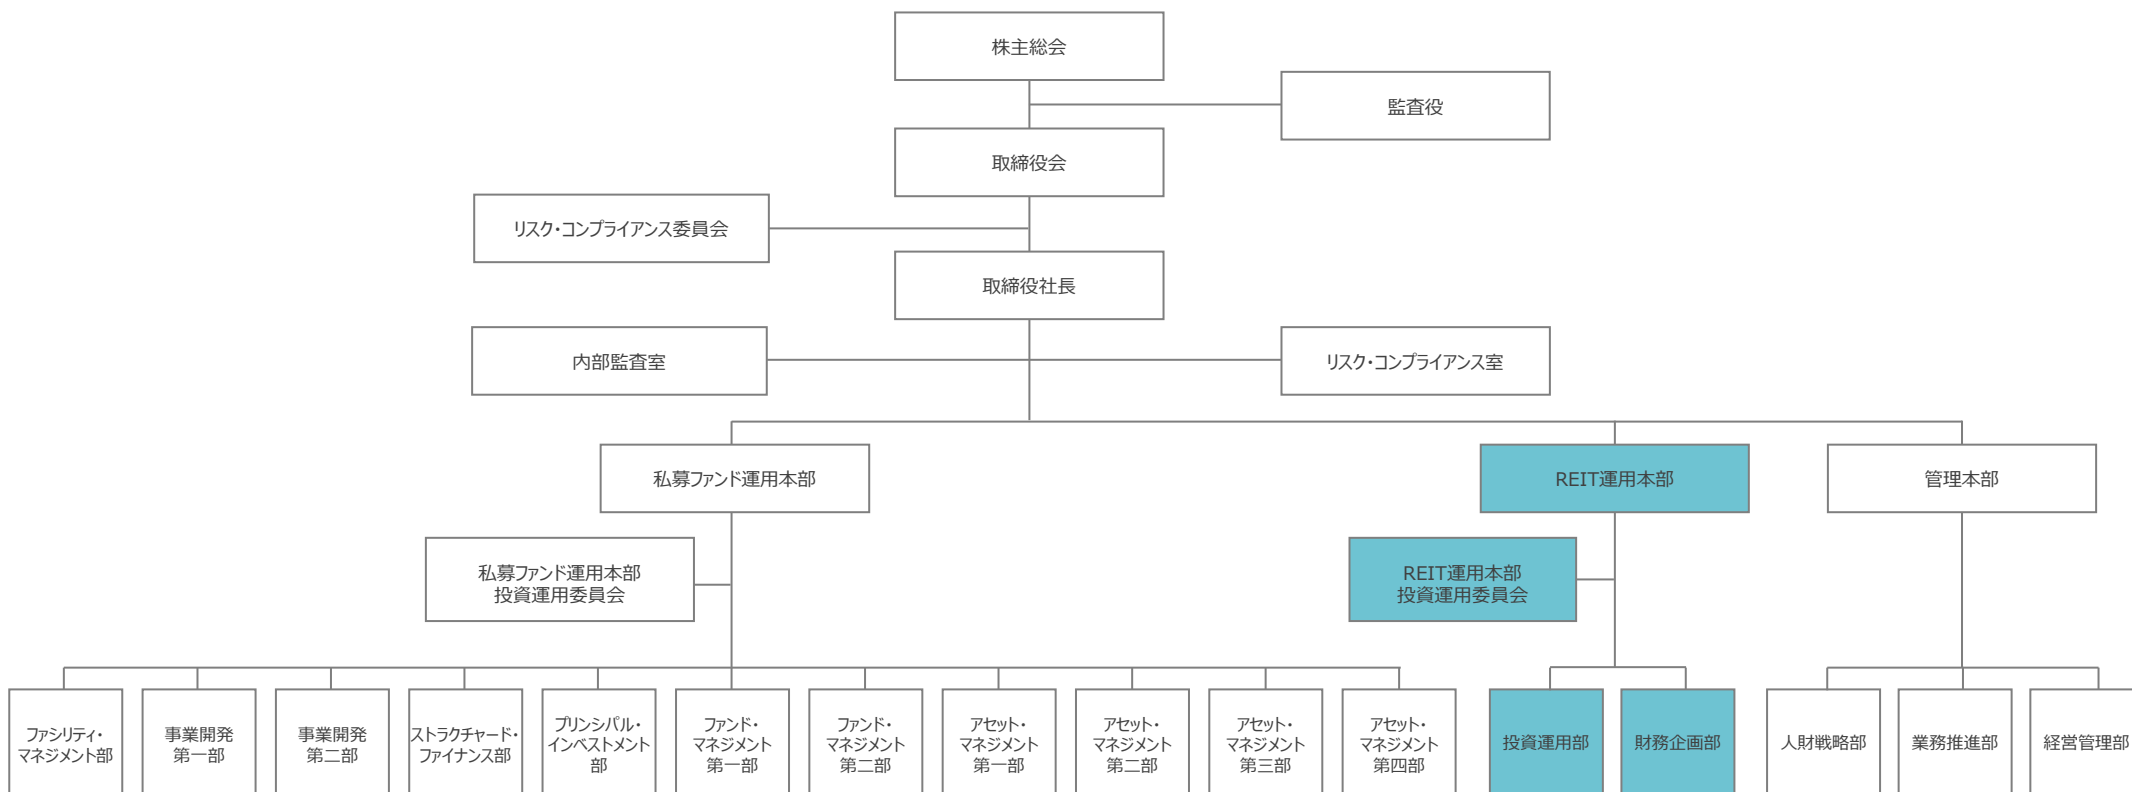 株主総会
監査役
取締役会
リスク・コンプライアンス委員会
取締役社長
内部監査室
リスク・コンプライアンス室
私募ファンド運用本部
REIT運用本部
管理本部
私募ファンド運用本部
投資運用委員会
REIT運用本部
投資運用委員会
ファシリティ・
マネジメント部
事業開発
第一部
事業開発
第二部
ストラクチャード・
ファイナンス部
プリンシパル・
インベストメント
部
ファンド・
マネジメント
第一部
ファンド・
マネジメント
第二部
アセット・
マネジメント
第一部
アセット・
マネジメント
第二部
アセット・
マネジメント
第三部
アセット・
マネジメント
第四部
投資運用部
財務企画部
人財戦略部
業務推進部
経営管理部